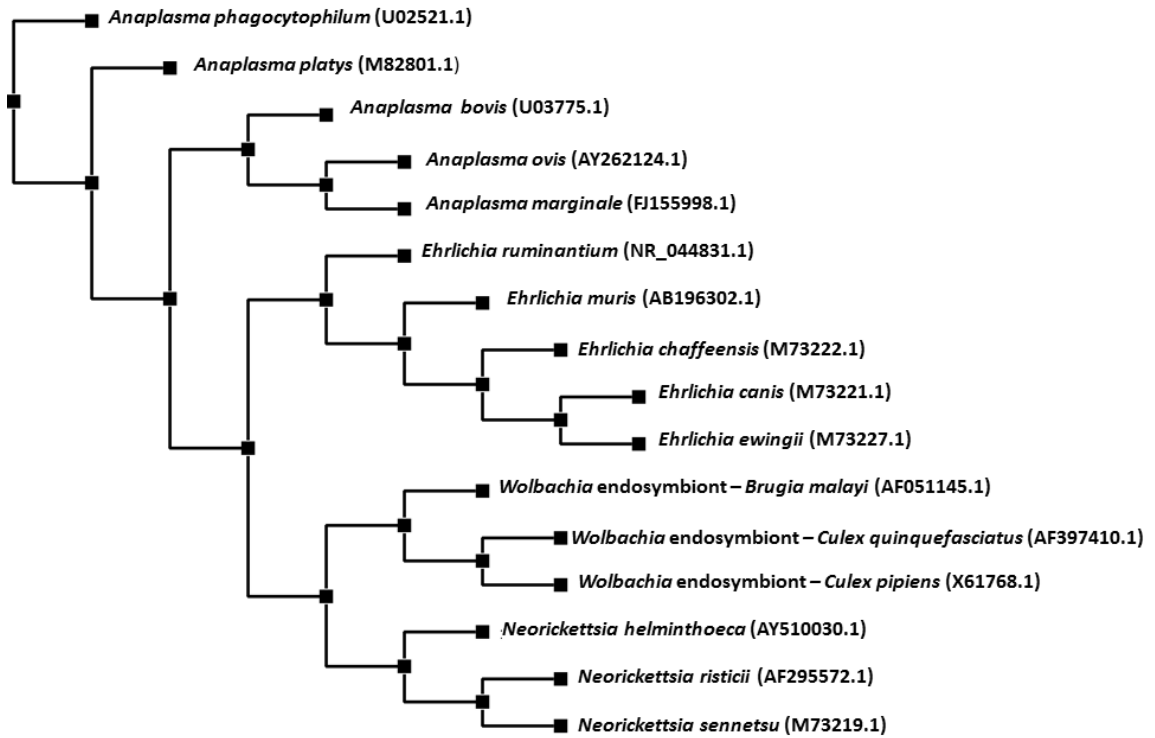 Anaplasma phagocytophilum (U02521.1)
Anaplasma platys (M82801.1)
Anaplasma bovis (U03775.1)
Anaplasma ovis (AY262124.1)
Anaplasma marginale (FJ155998.1)
Ehrlichia ruminantium (NR_044831.1)
Ehrlichia muris (AB196302.1)
Ehrlichia chaffeensis (M73222.1)
Ehrlichia canis (M73221.1)
Ehrlichia ewingii (M73227.1)
Wolbachia endosymbiont – Brugia malayi (AF051145.1)
Wolbachia endosymbiont – Culex quinquefasciatus (AF397410.1)
Wolbachia endosymbiont – Culex pipiens (X61768.1)
Neorickettsia helminthoeca (AY510030.1)
Neorickettsia risticii (AF295572.1)
Neorickettsia sennetsu (M73219.1)